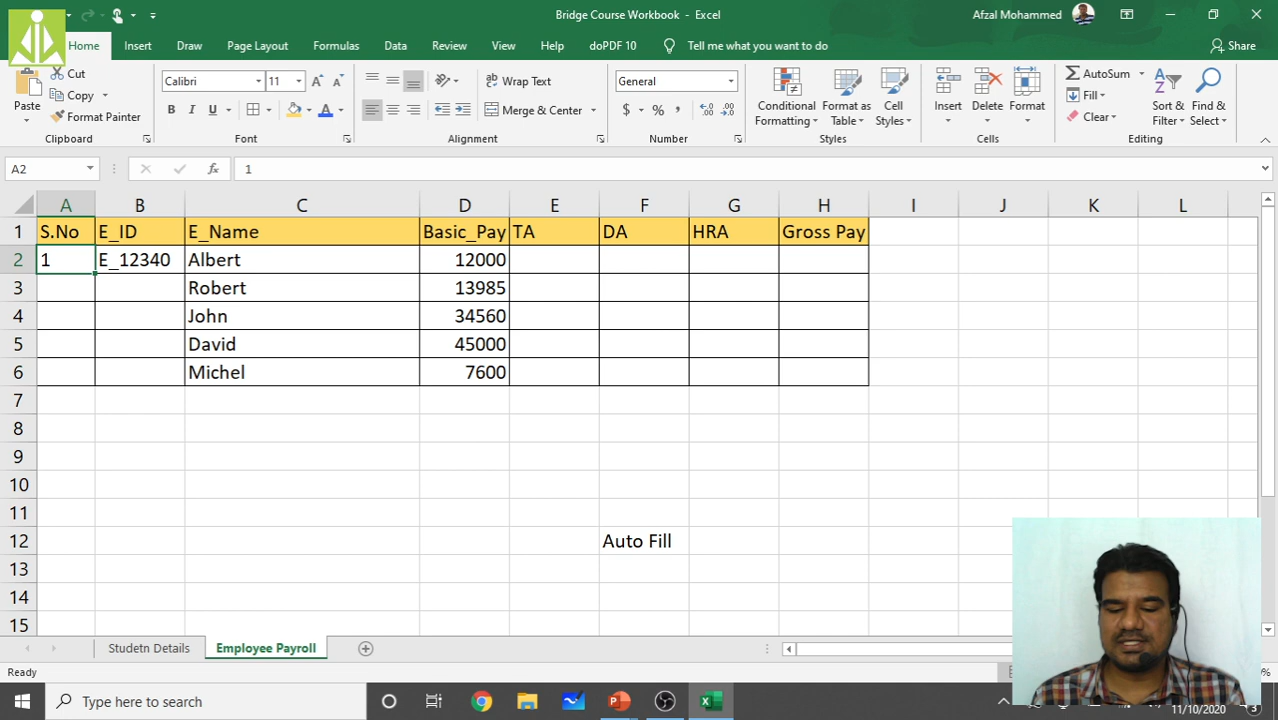 Bridge Course Workbook - Excel
Afzal Mohammed
Home Insert Draw Page Layout Formulas Data Review View Help doPDF 10 Tell me what you want to do Share
Paste Cut Copy Format Painter
Clipboard
Calibri 11
B I U A
Font
Wrap Text
Merge & Center
Alignment
General
$ %
Number
Conditional Formatting
Format as Table
Cell Styles
Styles
Insert Delete Format
Cells
AutoSum
Fill
Clear
Sort & Filter
Find & Select
Editing
A2 fx 1
A B C D E F G H I J K L
1 S.No E_ID E_Name Basic_Pay TA DA HRA Gross Pay
2 1 E_12340 Albert 12000
3 Robert 13985
4 John 34560
5 David 45000
6 Michel 7600
7
8
9
10
11
12 Auto Fill
13
14
15
Studetn Details Employee Payroll
Ready
Type here to search
11/10/2020